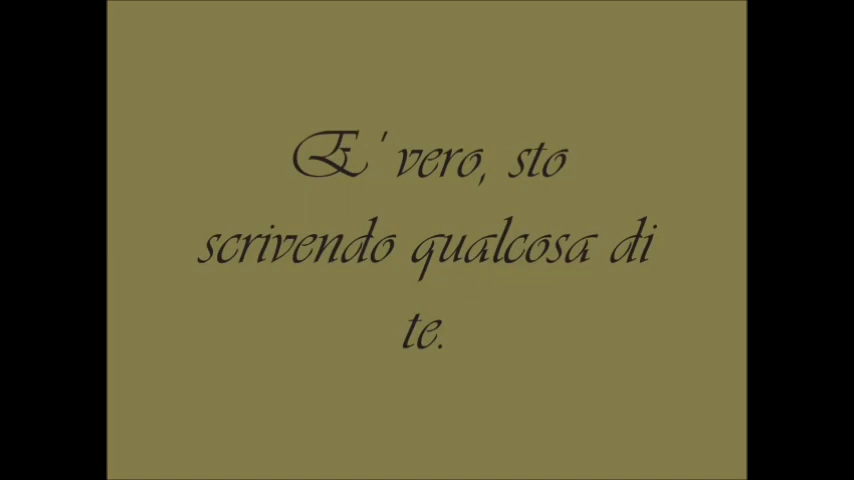 E' vero, sto
scrivendo qualcosa di
te.